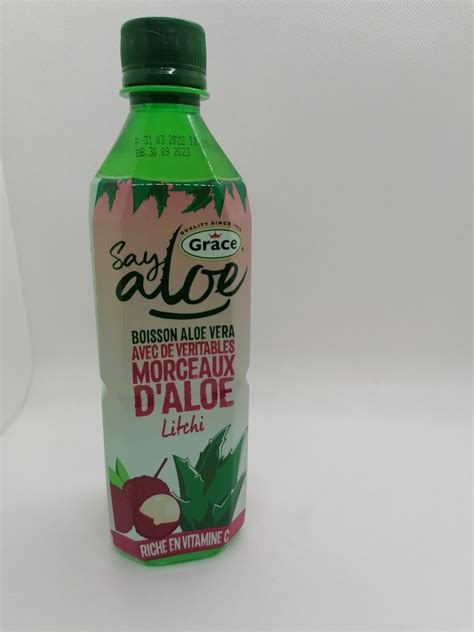 P:31.03.2022
BB:30.09.2023
QUALITY SINCE
Grace
Say
aloe
BOISSON ALOE VERA
AVEC DE VERITABLES
MORCEAUX
D'ALOE
Litchi
RICHE EN VITAMINE C